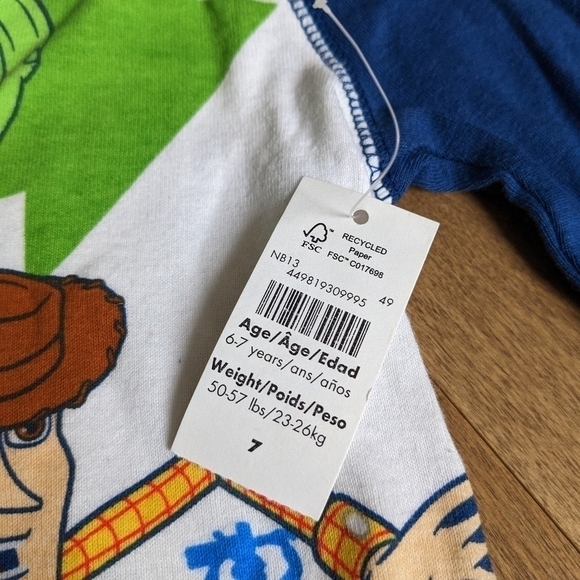 RECYCLED
Paper
FSC™ C017698
FSC
NB13
449819309995 49
Age/Âge/Edad
6-7 years/ans/años
Weight/Poids/Peso
50-57 lbs/23-26kg
7